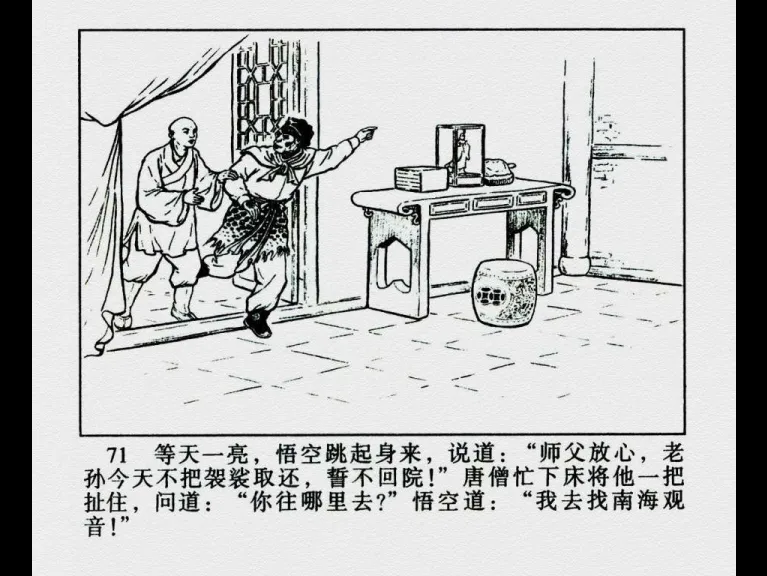 71 等天一亮，悟空跳起身来，说道：“师父放心，老
孙今天不把袈裟取还，誓不回院！”唐僧忙下床将他一把
扯住，问道：“你往哪里去?”悟空道：“我去找南海观
音！”